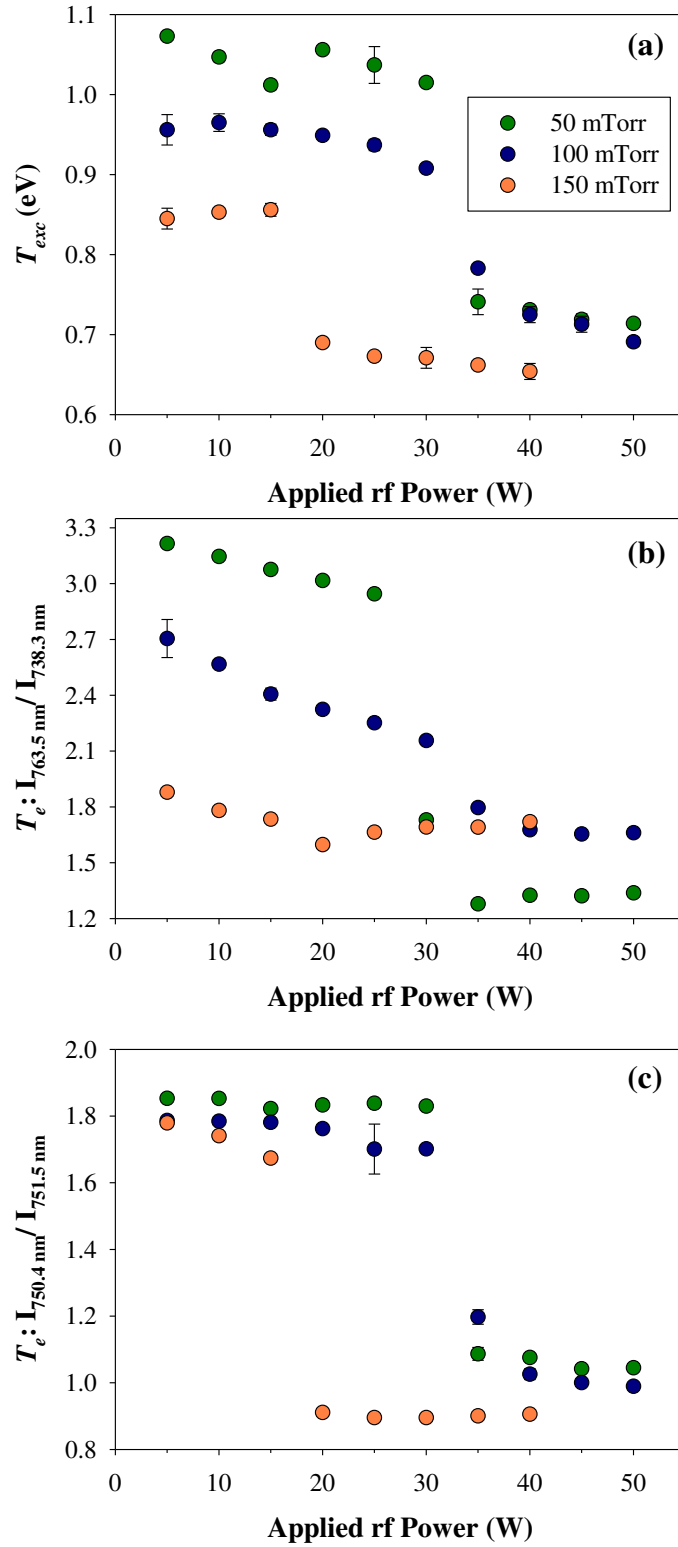 (a)
1.1
1.0
0.9
0.8
0.7
0.6
T_exc (eV)
50 mTorr
100 mTorr
150 mTorr
0 10 20 30 40 50
Applied rf Power (W)
(b)
3.3
3.0
2.7
2.4
2.1
1.8
1.5
1.2
T_e: I_763.5 nm/ I_738.3 nm
0 10 20 30 40 50
Applied rf Power (W)
(c)
2.0
1.8
1.6
1.4
1.2
1.0
0.8
T_e: I_750.4 nm/ I_751.5 nm
0 10 20 30 40 50
Applied rf Power (W)